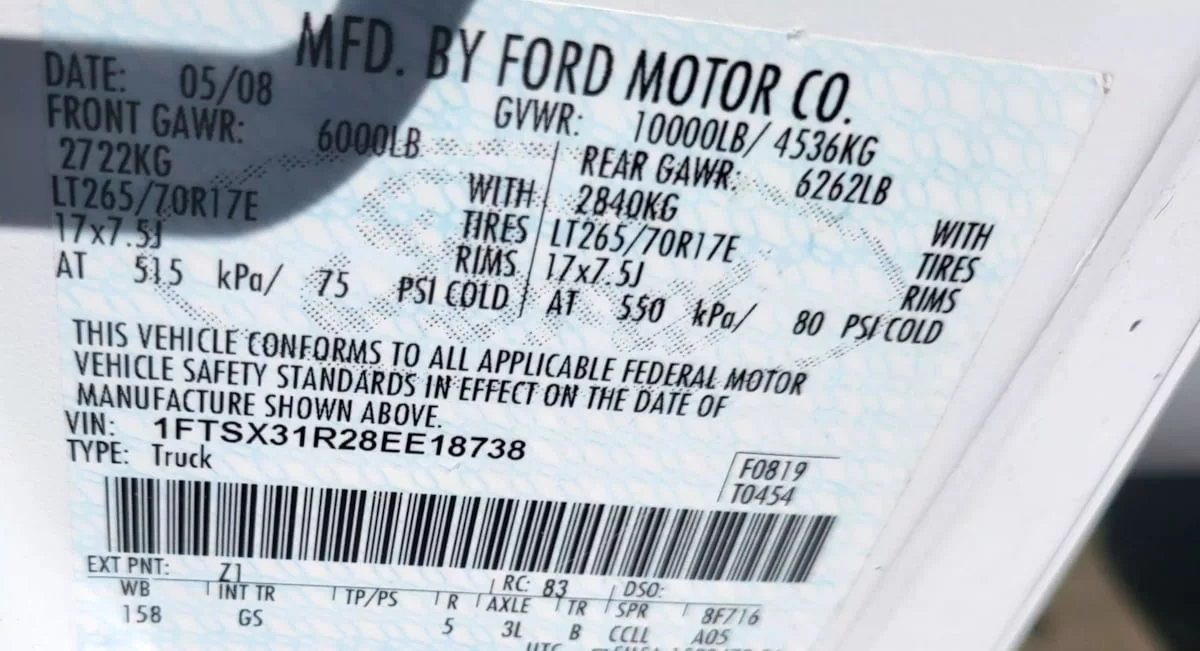 MFD. BY FORD MOTOR CO.
DATE: 05/08 GVWR: 10000LB/ 4536KG
FRONT GAWR: 6000LB REAR GAWR: 6262LB
2722KG WITH 2840KG WITH
LT265/70R17E TIRES LT265/70R17E TIRES
17x7.5J RIMS 17x7.5J RIMS
AT 515 kPa/ 75 PSI COLD AT 550 kPa/ 80 PSI COLD
THIS VEHICLE CONFORMS TO ALL APPLICABLE FEDERAL MOTOR
VEHICLE SAFETY STANDARDS IN EFFECT ON THE DATE OF
MANUFACTURE SHOWN ABOVE.
VIN: 1FTSX31R28EE18738
TYPE: Truck
F0819
T0454
EXT PNT: Z1 RC: 83 DSO:
WB INT TR TP/PS R AXLE TR SPR 8F716
158 GS 5 3L B CCLL A05
UTC